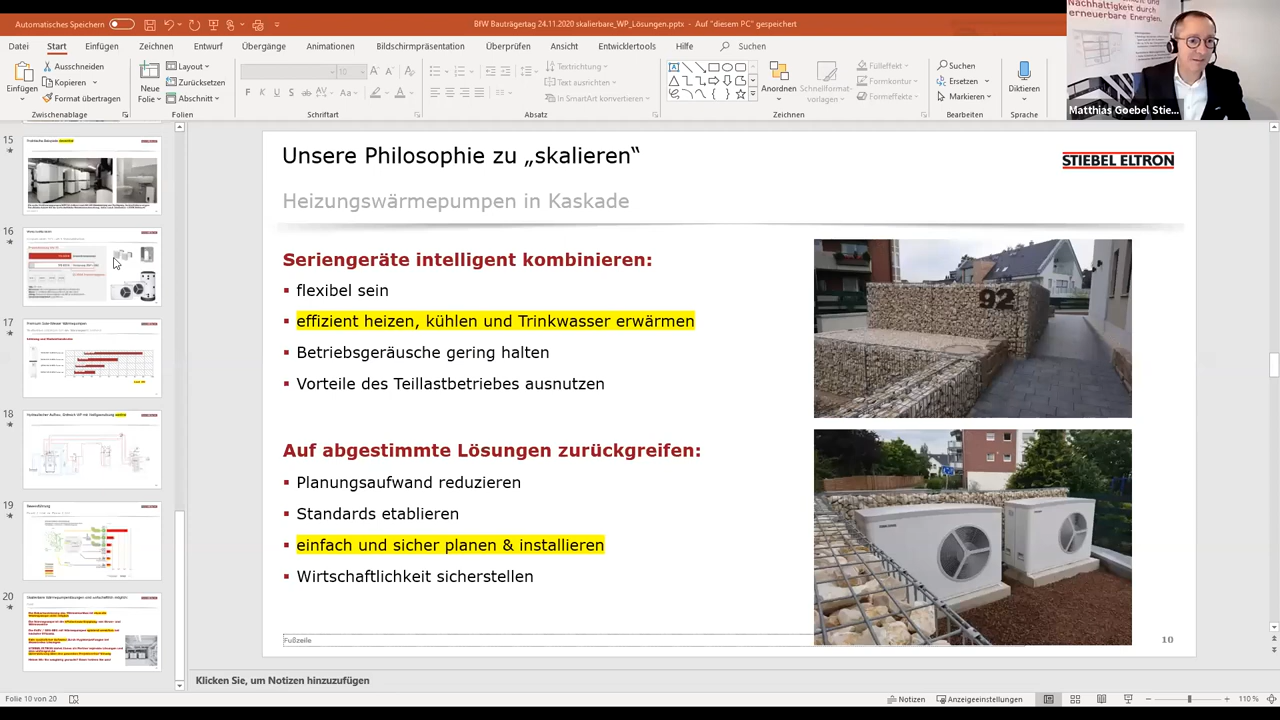 Automatisches Speichern
BfW Bauträgertag 24.11.2020 skalierbare_WP_Lösungen.pptx - Auf "diesem PC" gespeichert
Nachhaltigkeit durch
erneuerbare Energien.
Datei Start Einfügen Zeichnen Entwurf Übergänge Animationen Bildschirmpräsentation Überprüfen Ansicht Entwicklertools Hilfe Suchen
Einfügen
Ausschneiden
Kopieren
Format übertragen
Zwischenablage
Neue
Folie
Layout
Zurücksetzen
Abschnitt
Folien
10
F K U S
Schriftart
Textrichtung
Text ausrichten
In SmartArt konvertieren
Absatz
Anordnen
Schnellformat-
vorlagen
Fülleffekt
Formkontur
Formeffekte
Zeichnen
Suchen
Ersetzen
Markieren
Bearbeiten
Diktieren
Sprache
Matthias Goebel Stie...
15
16
17
18
19
20
Unsere Philosophie zu „skalieren“
STIEBEL ELTRON
Heizungswärmepumpen in Kaskade
Seriengeräte intelligent kombinieren:
flexibel sein
effizient heizen, kühlen und Trinkwasser erwärmen
Betriebsgeräusche gering halten
Vorteile des Teillastbetriebes ausnutzen
92
Auf abgestimmte Lösungen zurückgreifen:
Planungsaufwand reduzieren
Standards etablieren
einfach und sicher planen & installieren
Wirtschaftlichkeit sicherstellen
Fußzeile
10
Klicken Sie, um Notizen hinzuzufügen
Folie 10 von 20
Notizen
Anzeigeeinstellungen
110 %